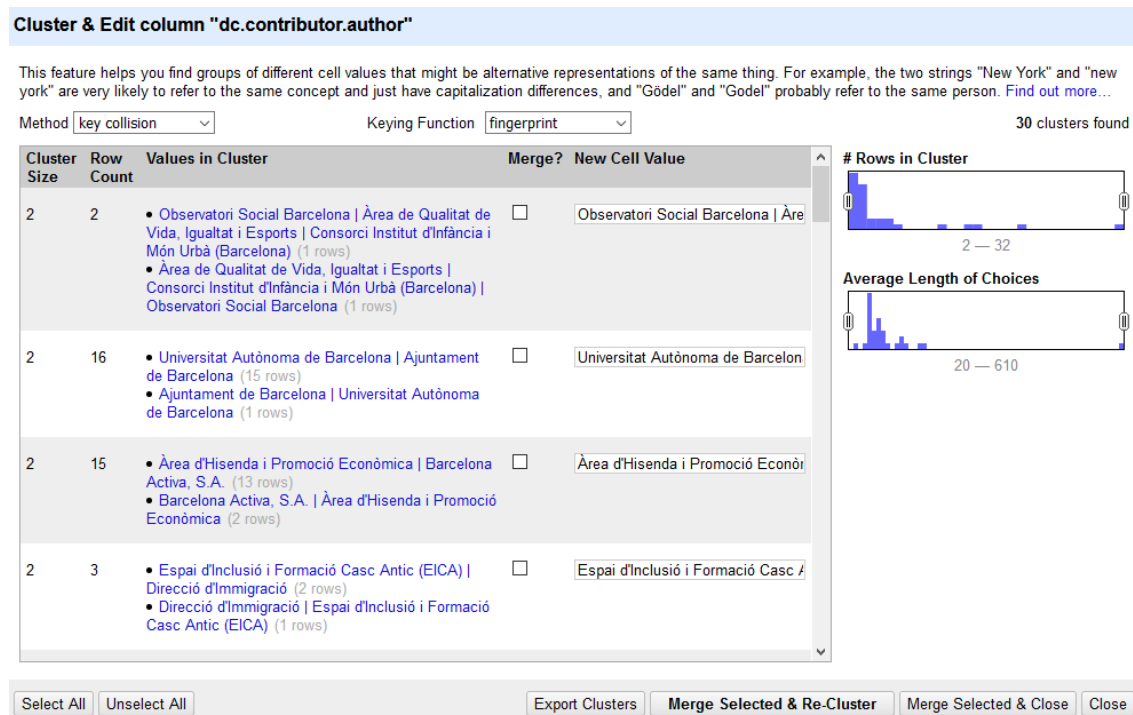 Cluster & Edit column "dc.contributor.author"
This feature helps you find groups of different cell values that might be alternative representations of the same thing. For example, the two strings "New York" and "new
york" are very likely to refer to the same concept and just have capitalization differences, and "Gödel" and "Godel" probably refer to the same person. Find out more...
Method key collision Keying Function fingerprint 30 clusters found
Cluster Size Row Count Values in Cluster Merge? New Cell Value
2 2 • Observatori Social Barcelona | Àrea de Qualitat de
Vida, Igualtat i Esports | Consorci Institut d'Infància i
Món Urbà (Barcelona) (1 rows)
• Àrea de Qualitat de Vida, Igualtat i Esports |
Consorci Institut d'Infància i Món Urbà (Barcelona) |
Observatori Social Barcelona (1 rows)
Observatori Social Barcelona | Àre
2 16 • Universitat Autònoma de Barcelona | Ajuntament
de Barcelona (15 rows)
• Ajuntament de Barcelona | Universitat Autònoma
de Barcelona (1 rows)
Universitat Autònoma de Barcelon
2 15 • Àrea d'Hisenda i Promoció Econòmica | Barcelona
Activa, S.A. (13 rows)
• Barcelona Activa, S.A. | Àrea d'Hisenda i Promoció
Econòmica (2 rows)
Àrea d'Hisenda i Promoció Econòr
2 3 • Espai d'Inclusió i Formació Casc Antic (EICA) |
Direcció d'Immigració (2 rows)
• Direcció d'Immigració | Espai d'Inclusió i Formació
Casc Antic (EICA) (1 rows)
Espai d'Inclusió i Formació Casc A
# Rows in Cluster
2 — 32
Average Length of Choices
20 — 610
Select All Unselect All Export Clusters Merge Selected & Re-Cluster Merge Selected & Close Close